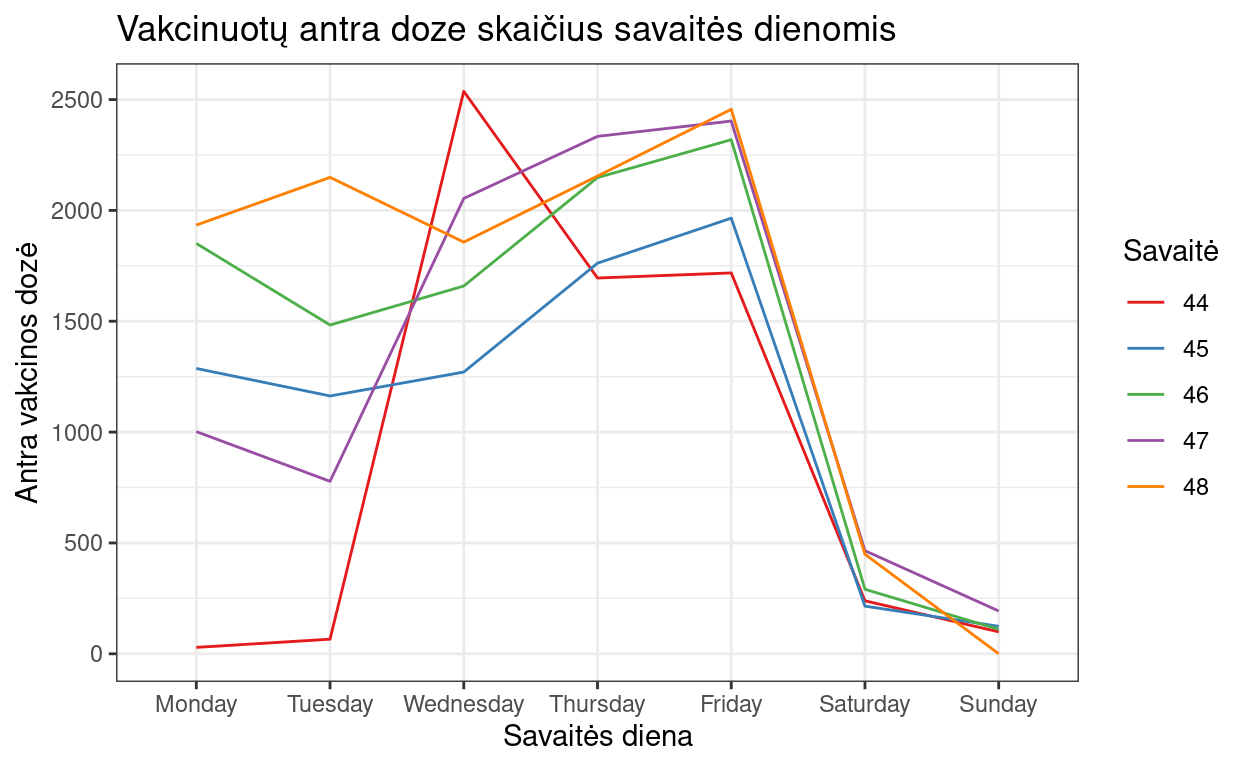 Vakcinuotų antra doze skaičius savaitės dienomis
Antra vakcinos dozė
2500
2000
1500
1000
500
0
Monday Tuesday Wednesday Thursday Friday Saturday Sunday
Savaitės diena
Savaitė
44
45
46
47
48